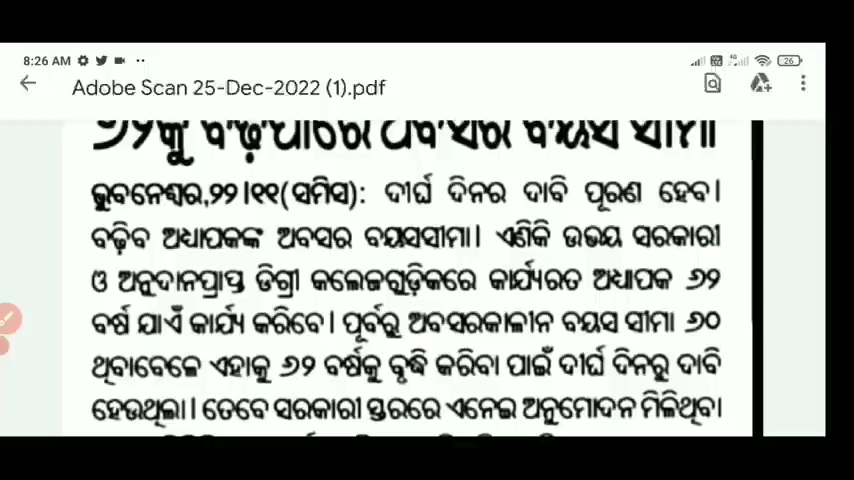 8:26 AM
26
Adobe Scan 25-Dec-2022 (1).pdf
୬୨କୁ ବଢ଼ିପାରେ ଅବସର ବୟସ ସୀମା
ଭୁବନେଶ୍ୱର,୨୨।୧୧(ସମିସ): ଦୀର୍ଘ ଦିନର ଦାବି ପୂରଣ ହେବ।
ବଢ଼ିବ ଅଧ୍ୟାପକଙ୍କ ଅବସର ବୟସସୀମା। ଏଣିକି ଉଭୟ ସରକାରୀ
ଓ ଅନୁଦାନପ୍ରାପ୍ତ ଡିଗ୍ରୀ କଲେଜଗୁଡ଼ିକରେ କାର୍ଯ୍ୟରତ ଅଧ୍ୟାପକ ୬୨
ବର୍ଷ ଯାଏଁ କାର୍ଯ୍ୟ କରିବେ। ପୂର୍ବରୁ ଅବସରକାଳୀନ ବୟସ ସୀମା ୬୦
ଥିବାବେଳେ ଏହାକୁ ୬୨ ବର୍ଷକୁ ବୃଦ୍ଧି କରିବା ପାଇଁ ଦୀର୍ଘ ଦିନରୁ ଦାବି
ହେଉଥିଲା। ତେବେ ସରକାରୀ ସ୍ତରରେ ଏନେଇ ଅନୁମୋଦନ ମିଳିଥିବା